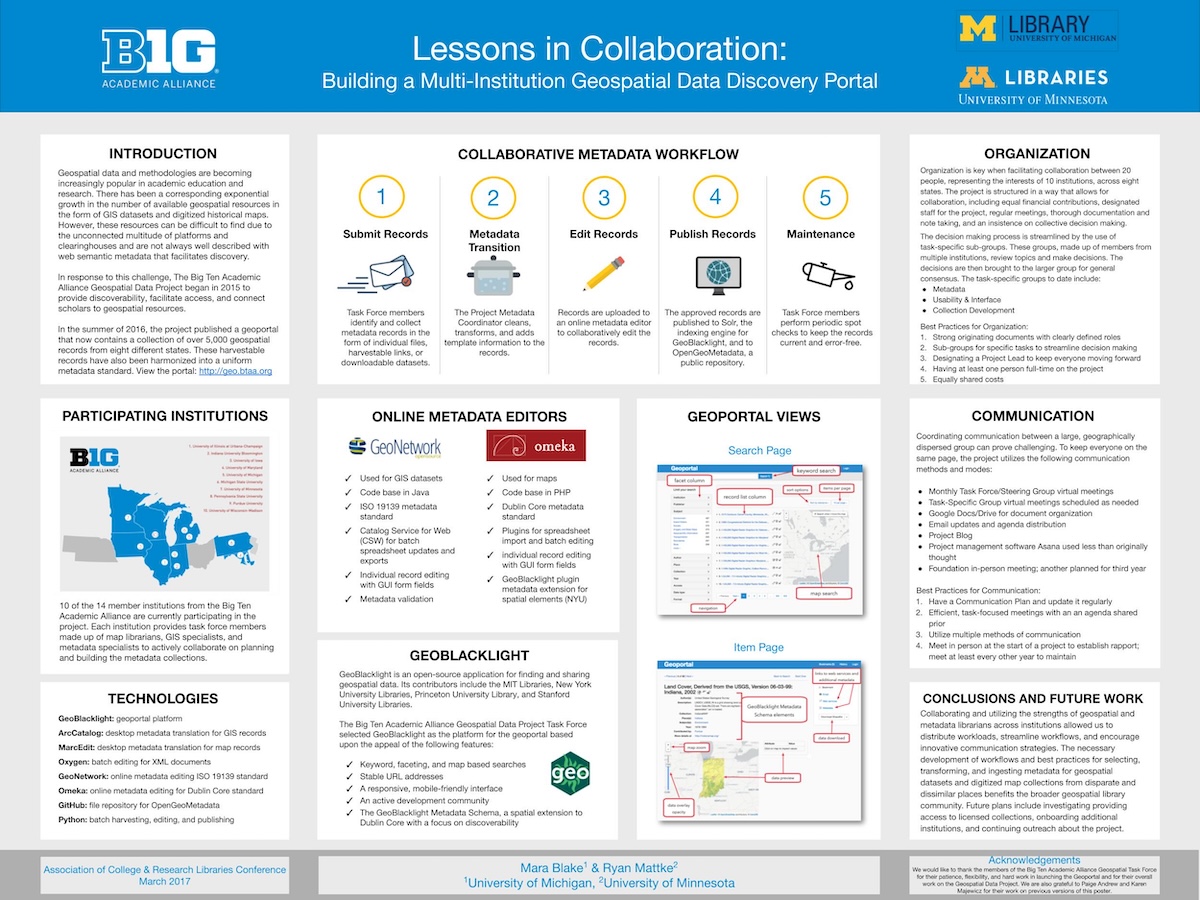 B1G
ACADEMIC ALLIANCE
Lessons in Collaboration:
Building a Multi-Institution Geospatial Data Discovery Portal
M LIBRARY
UNIVERSITY OF MICHIGAN
M LIBRARIES
UNIVERSITY OF MINNESOTA
INTRODUCTION
Geospatial data and methodologies are becoming
increasingly popular in academic education and
research. There has been a corresponding exponential
growth in the number of available geospatial resources in
the form of GIS datasets and digitized historical maps.
However, these resources can be difficult to find due to
the unconnected multitude of platforms and
clearinghouses and are not always well described with
web semantic metadata that facilitates discovery.
In response to this challenge, The Big Ten Academic
Alliance Geospatial Data Project began in 2015 to
provide discoverability, facilitate access, and connect
scholars to geospatial resources.
In the summer of 2016, the project published a geoportal
that now contains a collection of over 5,000 geospatial
records from eight different states. These harvestable
records have also been harmonized into a uniform
metadata standard. View the portal: http://geo.btaa.org
COLLABORATIVE METADATA WORKFLOW
1
Submit Records
Task Force members
identify and collect
metadata records in the
form of individual files,
harvestable links, or
downloadable datasets.
2
Metadata
Transition
The Project Metadata
Coordinator cleans,
transforms, and adds
template information to the
records.
3
Edit Records
Records are uploaded to
an online metadata editor
to collaboratively edit the
records.
4
Publish Records
The approved records are
published to Solr, the
indexing engine for
GeoBlacklight, and to
OpenGeoMetadata, a
public repository.
5
Maintenance
Task Force members
perform periodic spot
checks to keep the records
current and error-free.
ORGANIZATION
Organization is key when facilitating collaboration between 20
people, representing the interests of 10 institutions, across eight
states. The project is structured in a way that allows for
collaboration, including equal financial contributions, designated
staff for the project, regular meetings, thorough documentation and
note taking, and an insistence on collective decision making.
The decision making process is streamlined by the use of
task-specific sub-groups. These groups, made up of members from
multiple institutions, review topics and make decisions. The
decisions are then brought to the larger group for general
consensus. The task-specific groups to date include:
• Metadata
• Usability & Interface
• Collection Development
Best Practices for Organization:
1. Strong originating documents with clearly defined roles
2. Sub-groups for specific tasks to streamline decision making
3. Designating a Project Lead to keep everyone moving forward
4. Having at least one person full-time on the project
5. Equally shared costs
PARTICIPATING INSTITUTIONS
B1G
ACADEMIC ALLIANCE
1. University of Illinois at Urbana Champaign
2. Indiana University Bloomington
3. University of Iowa
4. University of Maryland
5. University of Michigan
6. Michigan State University
7. University of Minnesota
8. Pennsylvania State University
9. Purdue University
10. University of Wisconsin Madison
10 of the 14 member institutions from the Big Ten
Academic Alliance are currently participating in the
project. Each institution provides task force members
made up of map librarians, GIS specialists, and
metadata specialists to actively collaborate on planning
and building the metadata collections.
TECHNOLOGIES
GeoBlacklight: geoportal platform
ArcCatalog: desktop metadata translation for GIS records
MarcEdit: desktop metadata translation for map records
Oxygen: batch editing for XML documents
GeoNetwork: online metadata editing ISO 19139 standard
Omeka: online metadata editing for Dublin Core standard
GitHub: file repository for OpenGeoMetadata
Python: batch harvesting, editing, and publishing
ONLINE METADATA EDITORS
GeoNetwork
opensource
✓ Used for GIS datasets
✓ Code base in Java
✓ ISO 19139 metadata
standard
✓ Catalog Service for Web
(CSW) for batch
spreadsheet updates and
exports
✓ Individual record editing
with GUI form fields
✓ Metadata validation
omeka
✓ Used for maps
✓ Code base in PHP
✓ Dublin Core metadata
standard
✓ Plugins for spreadsheet
import and batch editing
✓ individual record editing
with GUI form fields
✓ GeoBlacklight plugin
metadata extension for
spatial elements (NYU)
GEOBLACKLIGHT
GeoBlacklight is an open-source application for finding and sharing
geospatial data. Its contributors include the MIT Libraries, New York
University Libraries, Princeton University Library, and Stanford
University Libraries.
The Big Ten Academic Alliance Geospatial Data Project Task Force
selected GeoBlacklight as the platform for the geoportal based
upon the appeal of the following features:
✓ Keyword, faceting, and map based searches
✓ Stable URL addresses
✓ A responsive, mobile-friendly interface
✓ An active development community
✓ The GeoBlacklight Metadata Schema, a spatial extension to
Dublin Core with a focus on discoverability
geo
GEOPORTAL VIEWS
Search Page
Geoportal
keyword search
facet column
record list column
sort options
items per page
map search
navigation
Item Page
Geoportal
Land Cover, Derived from the USGS, Version 06-03-99:
Indiana, 2002
links to web services and
additional metadata
GeoBlacklight Metadata
Schema elements
data download
map zoom
data preview
data overlay
opacity
COMMUNICATION
Coordinating communication between a large, geographically
dispersed group can prove challenging. To keep everyone on the
same page, the project utilizes the following communication
methods and modes:
• Monthly Task Force/Steering Group virtual meetings
• Task-Specific Group virtual meetings scheduled as needed
• Google Docs/Drive for document organization
• Email updates and agenda distribution
• Project Blog
• Project management software Asana used less than originally
thought
• Foundation in-person meeting; another planned for third year
Best Practices for Communication:
1. Have a Communication Plan and update it regularly
2. Efficient, task-focused meetings with an an agenda shared
prior
3. Utilize multiple methods of communication
4. Meet in person at the start of a project to establish rapport;
meet at least every other year to maintain
CONCLUSIONS AND FUTURE WORK
Collaborating and utilizing the strengths of geospatial and
metadata librarians across institutions allowed us to
distribute workloads, streamline workflows, and encourage
innovative communication strategies. The necessary
development of workflows and best practices for selecting,
transforming, and ingesting metadata for geospatial
datasets and digitized map collections from disparate and
dissimilar places benefits the broader geospatial library
community. Future plans include investigating providing
access to licensed collections, onboarding additional
institutions, and continuing outreach about the project.
Association of College & Research Libraries Conference
March 2017
Mara Blake¹ & Ryan Mattke²
¹University of Michigan, ²University of Minnesota
Acknowledgements
We would like to thank the members of the Big Ten Academic Alliance Geospatial Task Force
for their patience, flexibility, and hard work in launching the Geoportal and for their overall
work on the Geospatial Data Project. We are also grateful to Paige Andrew and Karen
Majewicz for their work on previous versions of this poster.